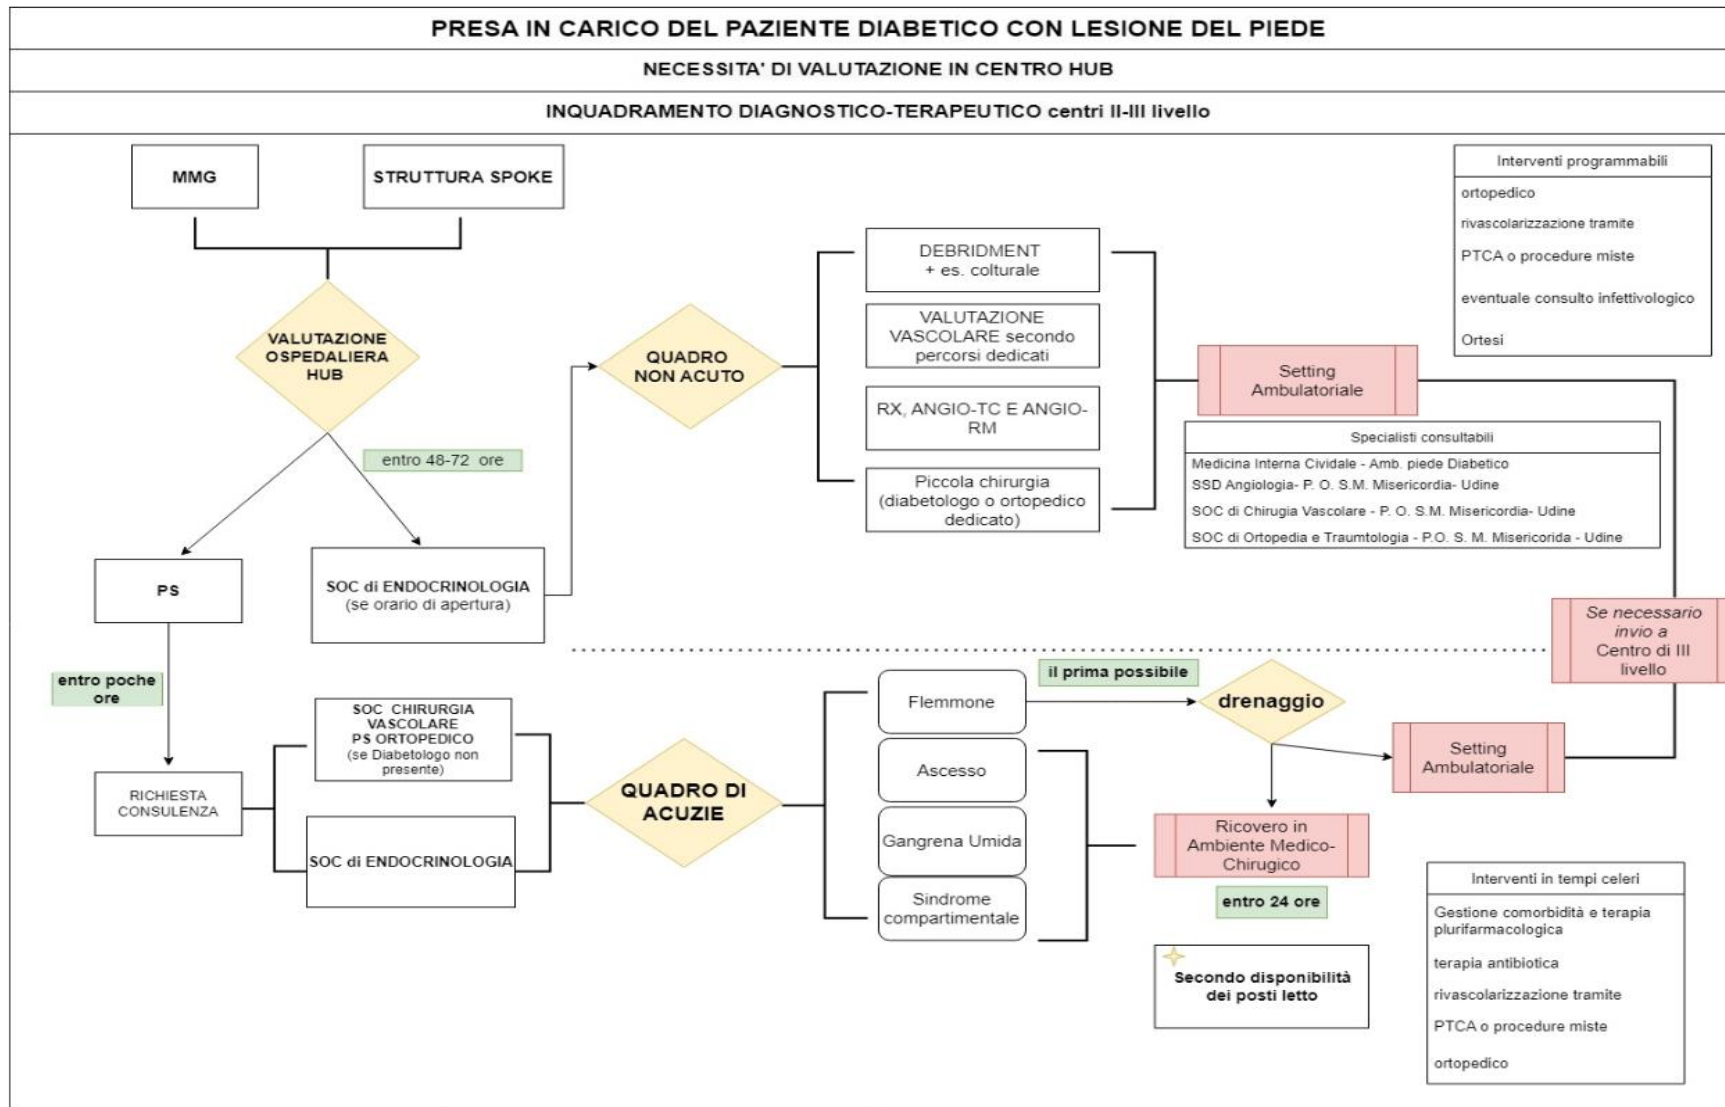 PRESA IN CARICO DEL PAZIENTE DIABETICO CON LESIONE DEL PIEDE
NECESSITA' DI VALUTAZIONE IN CENTRO HUB
INQUADRAMENTO DIAGNOSTICO-TERAPEUTICO centri II-III livello
MMG
STRUTTURA SPOKE
VALUTAZIONE
OSPEDALIERA
HUB
entro 48-72 ore
PS
SOC di ENDOCRINOLOGIA
(se orario di apertura)
QUADRO
NON ACUTO
DEBRIDMENT
+ es. colturale
VALUTAZIONE
VASCOLARE secondo
percorsi dedicati
RX, ANGIO-TC E ANGIO-
RM
Piccola chirurgia
(diabetologo o ortopedico
dedicato)
Setting
Ambulatoriale
Interventi programmabili
ortopedico
rivascolarizzazione tramite
PTCA o procedure miste
eventuale consulto infettivologico
Ortesi
Specialisti consultabili
Medicina Interna Cividale - Amb. piede Diabetico
SSD Angiologia- P. O. S.M. Misericordia- Udine
SOC di Chirugia Vascolare - P. O. S.M. Misericordia- Udine
SOC di Ortopedia e Traumtologia - P.O. S. M. Misericorida - Udine
Se necessario
invio a
Centro di III
livello
entro poche
ore
RICHIESTA
CONSULENZA
SOC CHIRURGIA
VASCOLARE
PS ORTOPEDICO
(se Diabetologo non
presente)
SOC di ENDOCRINOLOGIA
QUADRO DI
ACUZIE
Flemmone
Ascesso
Gangrena Umida
Sindrome
compartimentale
il prima possibile
drenaggio
Setting
Ambulatoriale
Ricovero in
Ambiente Medico-
Chirugico
entro 24 ore
Secondo disponibilità
dei posti letto
Interventi in tempi celeri
Gestione comorbidità e terapia
plurifarmacologica
terapia antibiotica
rivascolarizzazione tramite
PTCA o procedure miste
ortopedico